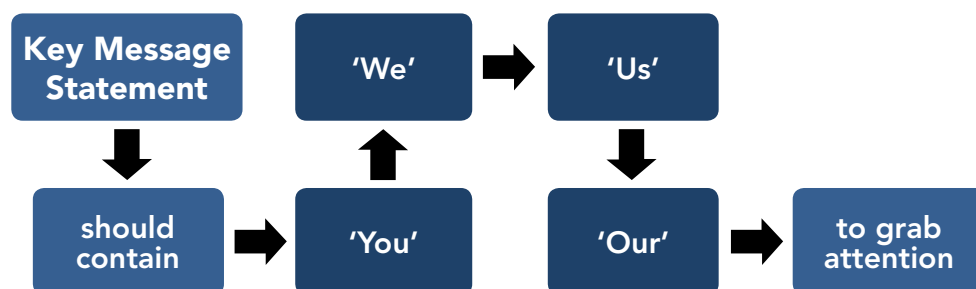 Key Message
Statement
should
contain
‘You’
‘We’
‘Us’
‘Our’
to grab
attention